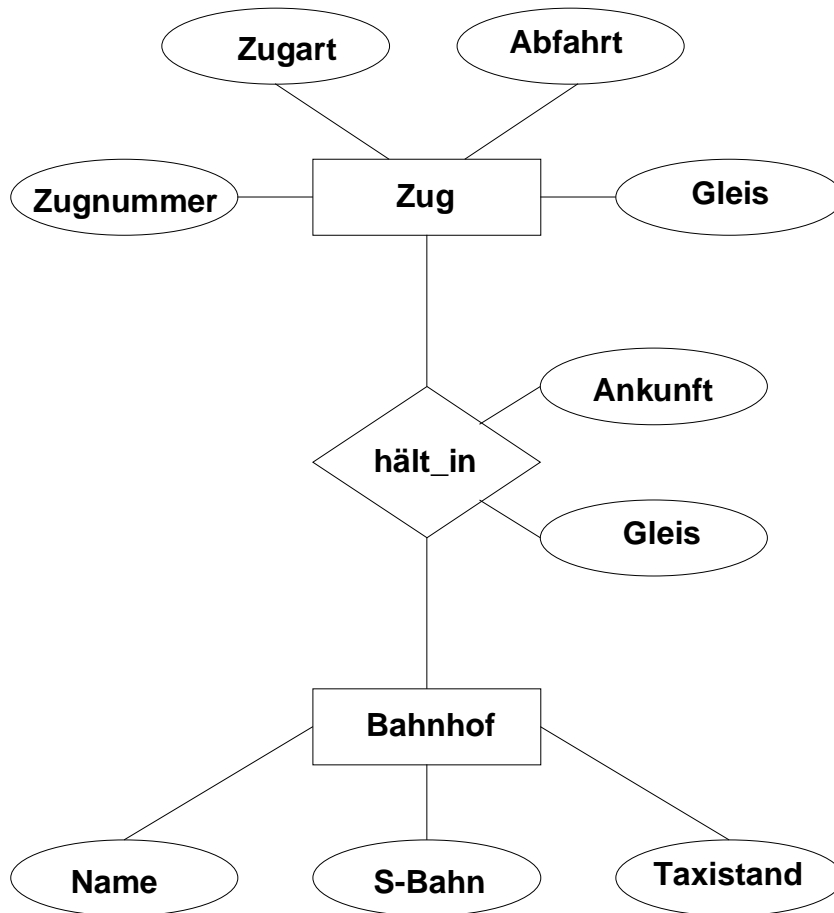 Zugart
Abfahrt
Zugnummer
Zug
Gleis
Ankunft
hält_in
Gleis
Bahnhof
Name
S-Bahn
Taxistand